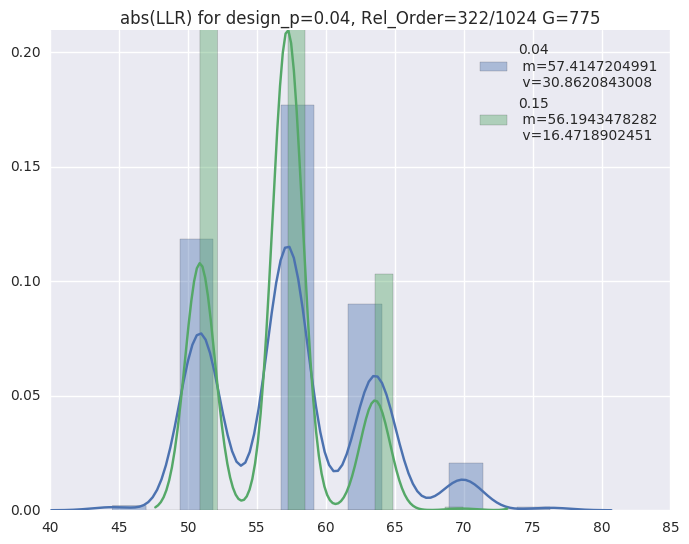 abs(LLR) for design_p=0.04, Rel_Order=322/1024 G=775
0.04
m=57.4147204991
v=30.8620843008
0.15
m=56.1943478282
v=16.4718902451
0.20
0.15
0.10
0.05
0.00
40 45 50 55 60 65 70 75 80 85